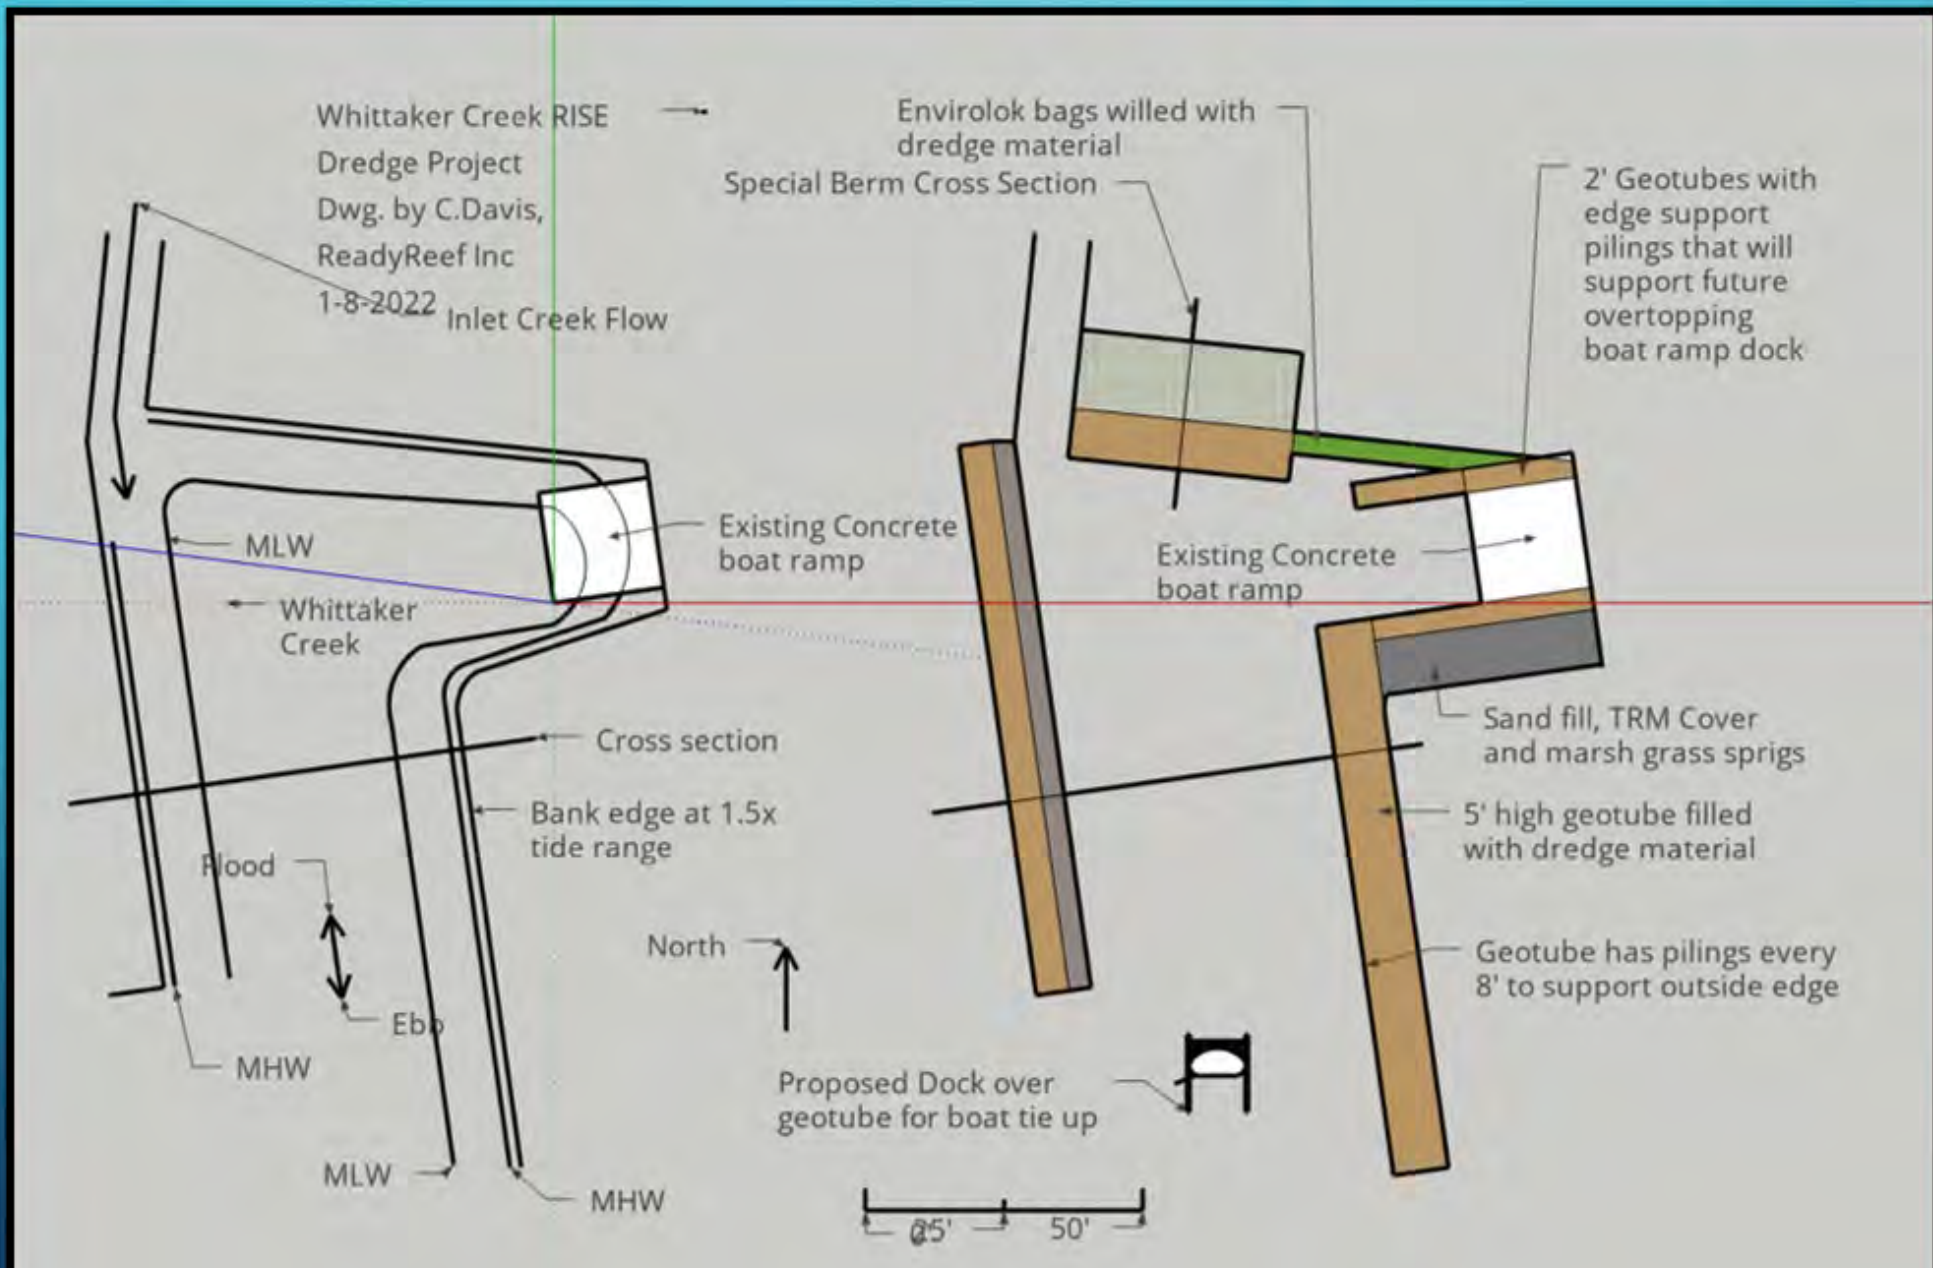 Whittaker Creek RISE
Dredge Project
Dwg. by C.Davis,
ReadyReef Inc
1-8-2022
Inlet Creek Flow
Envirolok bags willed with
dredge material
Special Berm Cross Section
2' Geotubes with
edge support
pilings that will
support future
overtopping
boat ramp dock
MLW
Existing Concrete
boat ramp
Whittaker
Creek
Existing Concrete
boat ramp
Cross section
Sand fill, TRM Cover
and marsh grass sprigs
Bank edge at 1.5x
tide range
5' high geotube filled
with dredge material
Flood
North
Geotube has pilings every
8' to support outside edge
Ebb
MHW
Proposed Dock over
geotube for boat tie up
MLW
MHW
25'
50'